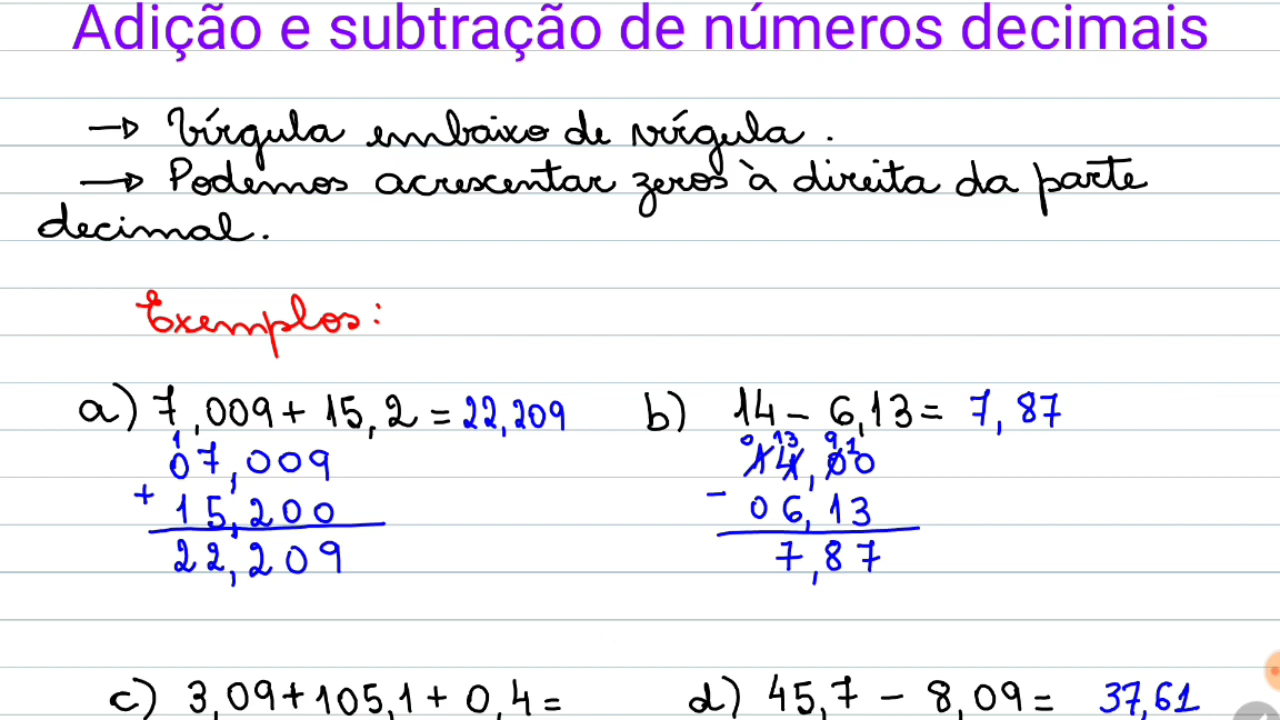 Adição e subtração de números decimais
→ Vírgula embaixo de vírgula.
→ Podemos acrescentar zeros à direita da parte
decimal.
Exemplos:
a) 7,009 + 15,2 = 22,209
1
07,009
+ 15,200
22,209
b) 14 - 6,13 = 7,87
0 13 9 1
14,00
- 06,13
7,87
c) 3,09 + 105,1 + 0,4 =
d) 45,7 - 8,09 = 37,61